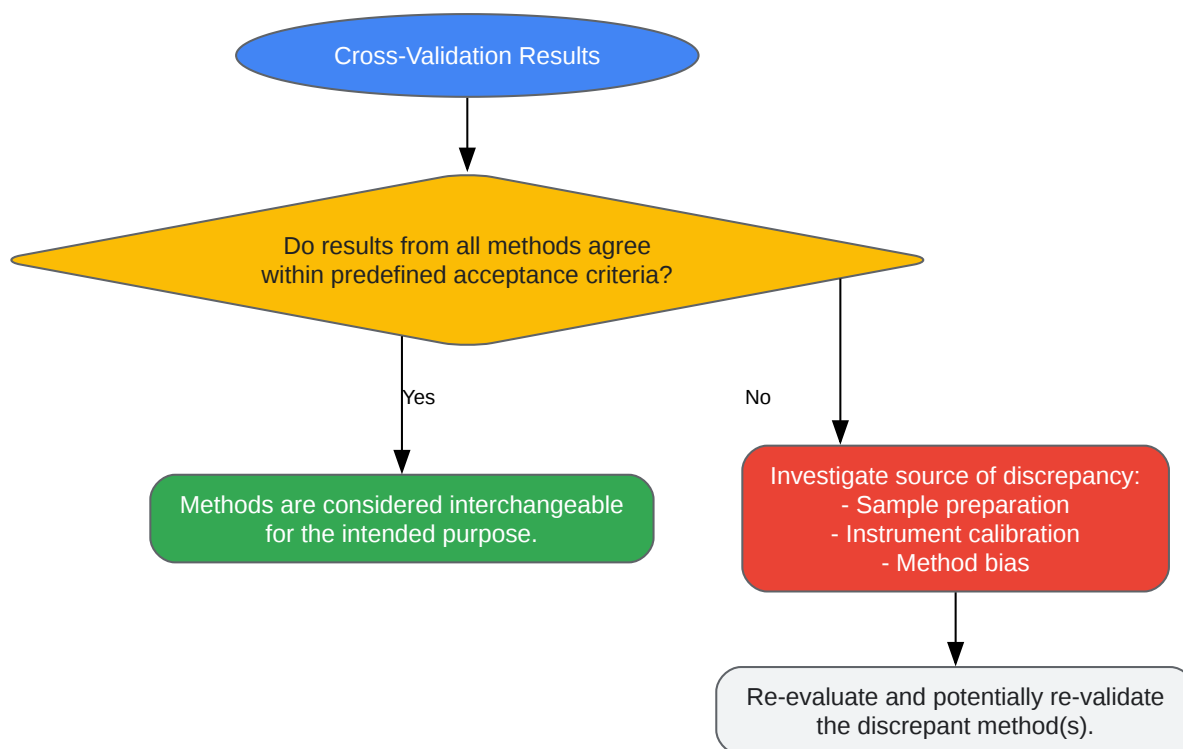 Cross-Validation Results
Do results from all methods agree
within predefined acceptance criteria?
Yes
No
Methods are considered interchangeable
for the intended purpose.
Investigate source of discrepancy:
- Sample preparation
- Instrument calibration
- Method bias
Re-evaluate and potentially re-validate
the discrepant method(s).